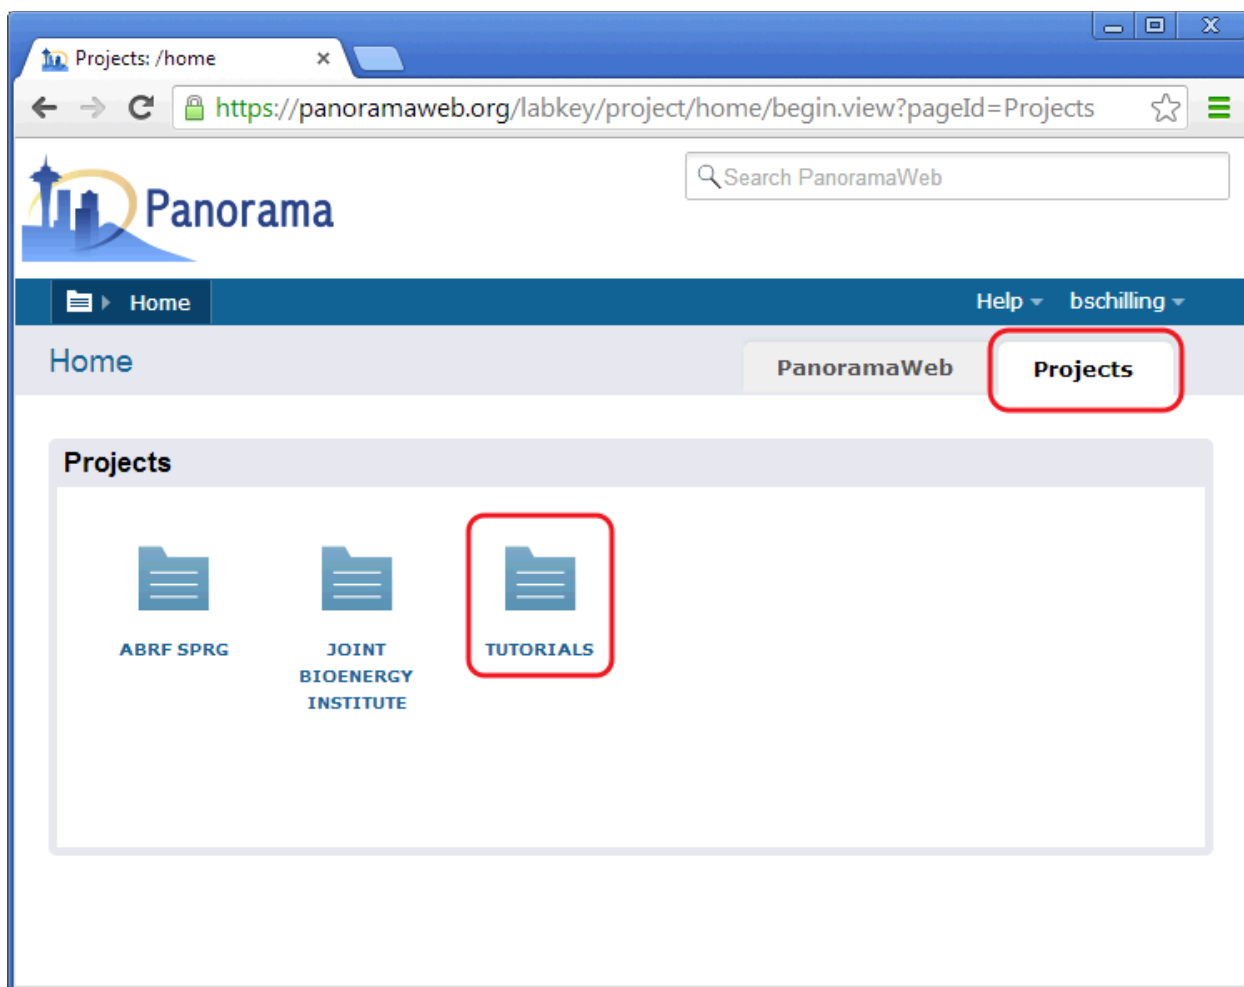 Projects: /home
https://panoramaweb.org/labkey/project/home/begin.view?pageId=Projects
Search PanoramaWeb
Panorama
Home
Help
bschilling
Home
PanoramaWeb
Projects
Projects
ABRF SPRG
JOINT
BIOENERGY
INSTITUTE
TUTORIALS